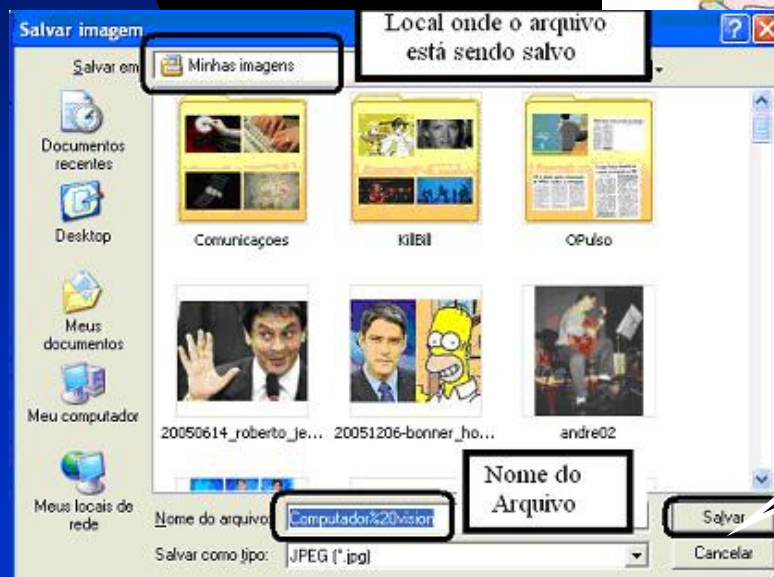 Salvar imagem
Local onde o arquivo
está sendo salvo
Salvar em
Minhas imagens
Documentos
recentes
Desktop
Meus
documentos
Meu computador
Meus locais de
rede
Comunicaçoes
KillBill
OPulso
20050614_roberto_je...
20051206-bonner_ho...
andre02
Nome do
Arquivo
Nome do arquivo:
Computador%20vision
Salvar
Salvar como tipo:
JPEG (*.jpg)
Cancelar